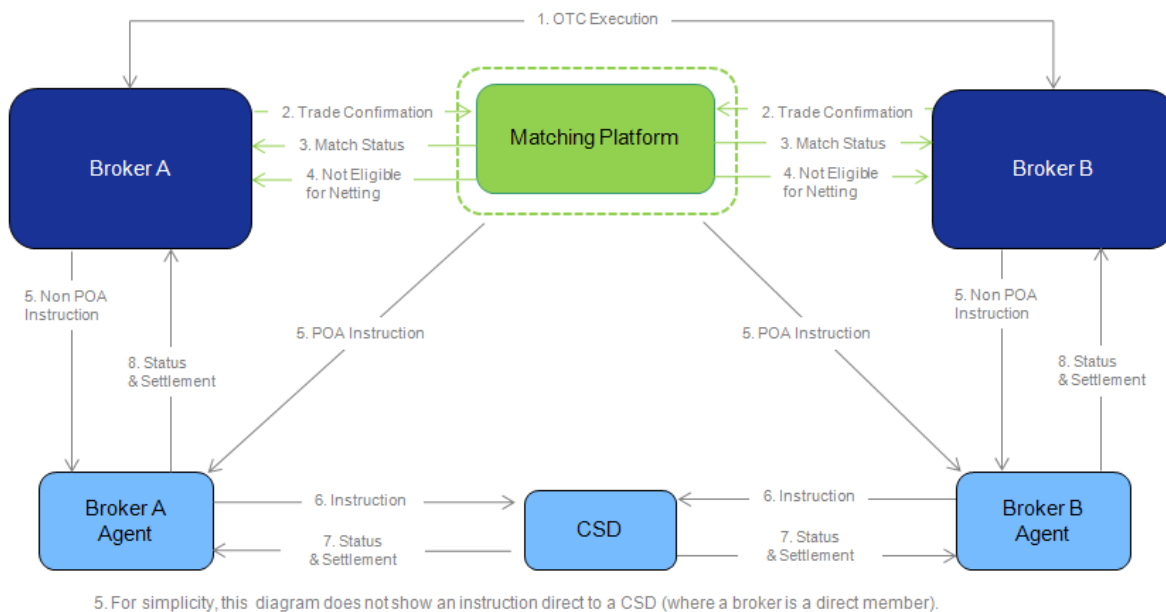 1. OTC Execution
Broker A
2. Trade Confirmation
3. Match Status
4. Not Eligible
for Netting
Matching Platform
2. Trade Confirmation
3. Match Status
4. Not Eligible
for Netting
Broker B
5. Non POA
Instruction
8. Status
& Settlement
5. POA Instruction
5. POA Instruction
5. Non POA
Instruction
8. Status
& Settlement
Broker A
Agent
6. Instruction
7. Status
& Settlement
CSD
6. Instruction
7. Status
& Settlement
Broker B
Agent
5. For simplicity, this diagram does not show an instruction direct to a CSD (where a broker is a direct member).